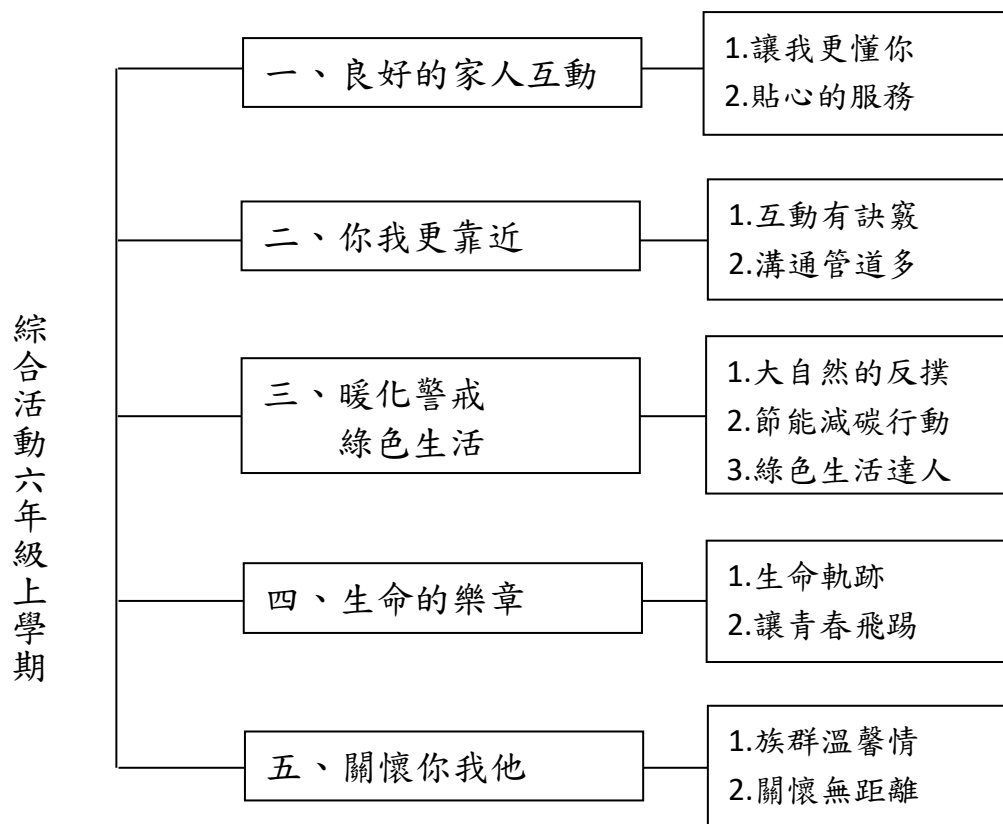 綜合活動六年級上學期
一、良好的家人互動
1.讓我更懂你
2.貼心的服務
二、你我更靠近
1.互動有訣竅
2.溝通管道多
三、暖化警戒
綠色生活
1.大自然的反撲
2.節能減碳行動
3.綠色生活達人
四、生命的樂章
1.生命軌跡
2.讓青春飛踢
五、關懷你我他
1.族群溫馨情
2.關懷無距離